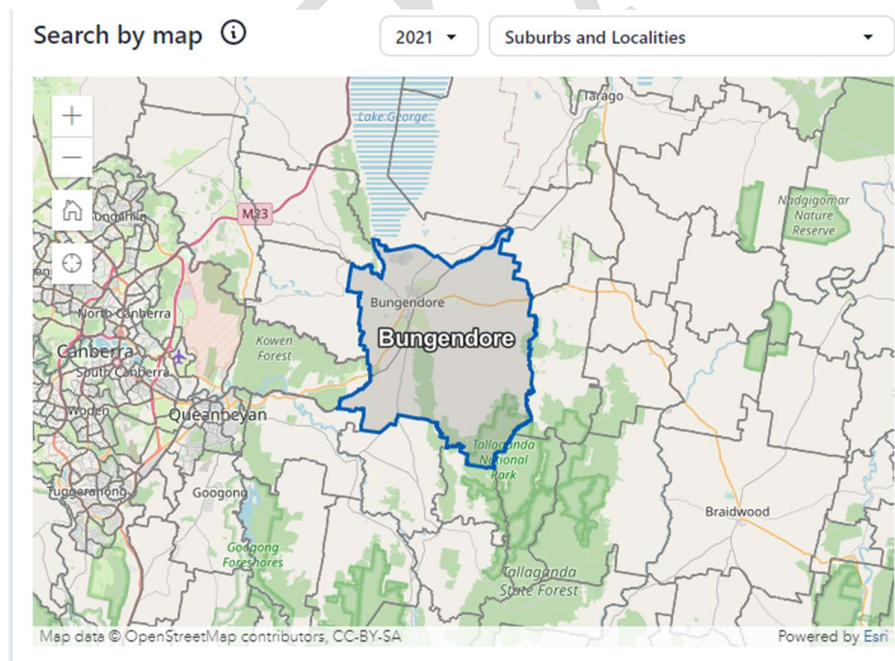 Search by map
2021
Suburbs and Localities
Tarago
Lake George
M23
Nadgigomar
Nature
Reserve
Bungendore
Bungendore
North Canberra
Kowen
Forest
Canberra
South Canberra
Woden
Queanbeyan
Tallaganda
National
Park
Tuggeranong
Googong
Braidwood
Googong
Foreshores
Tallaganda
State Forest
Map data © OpenStreetMap contributors, CC-BY-SA
Powered by Esri